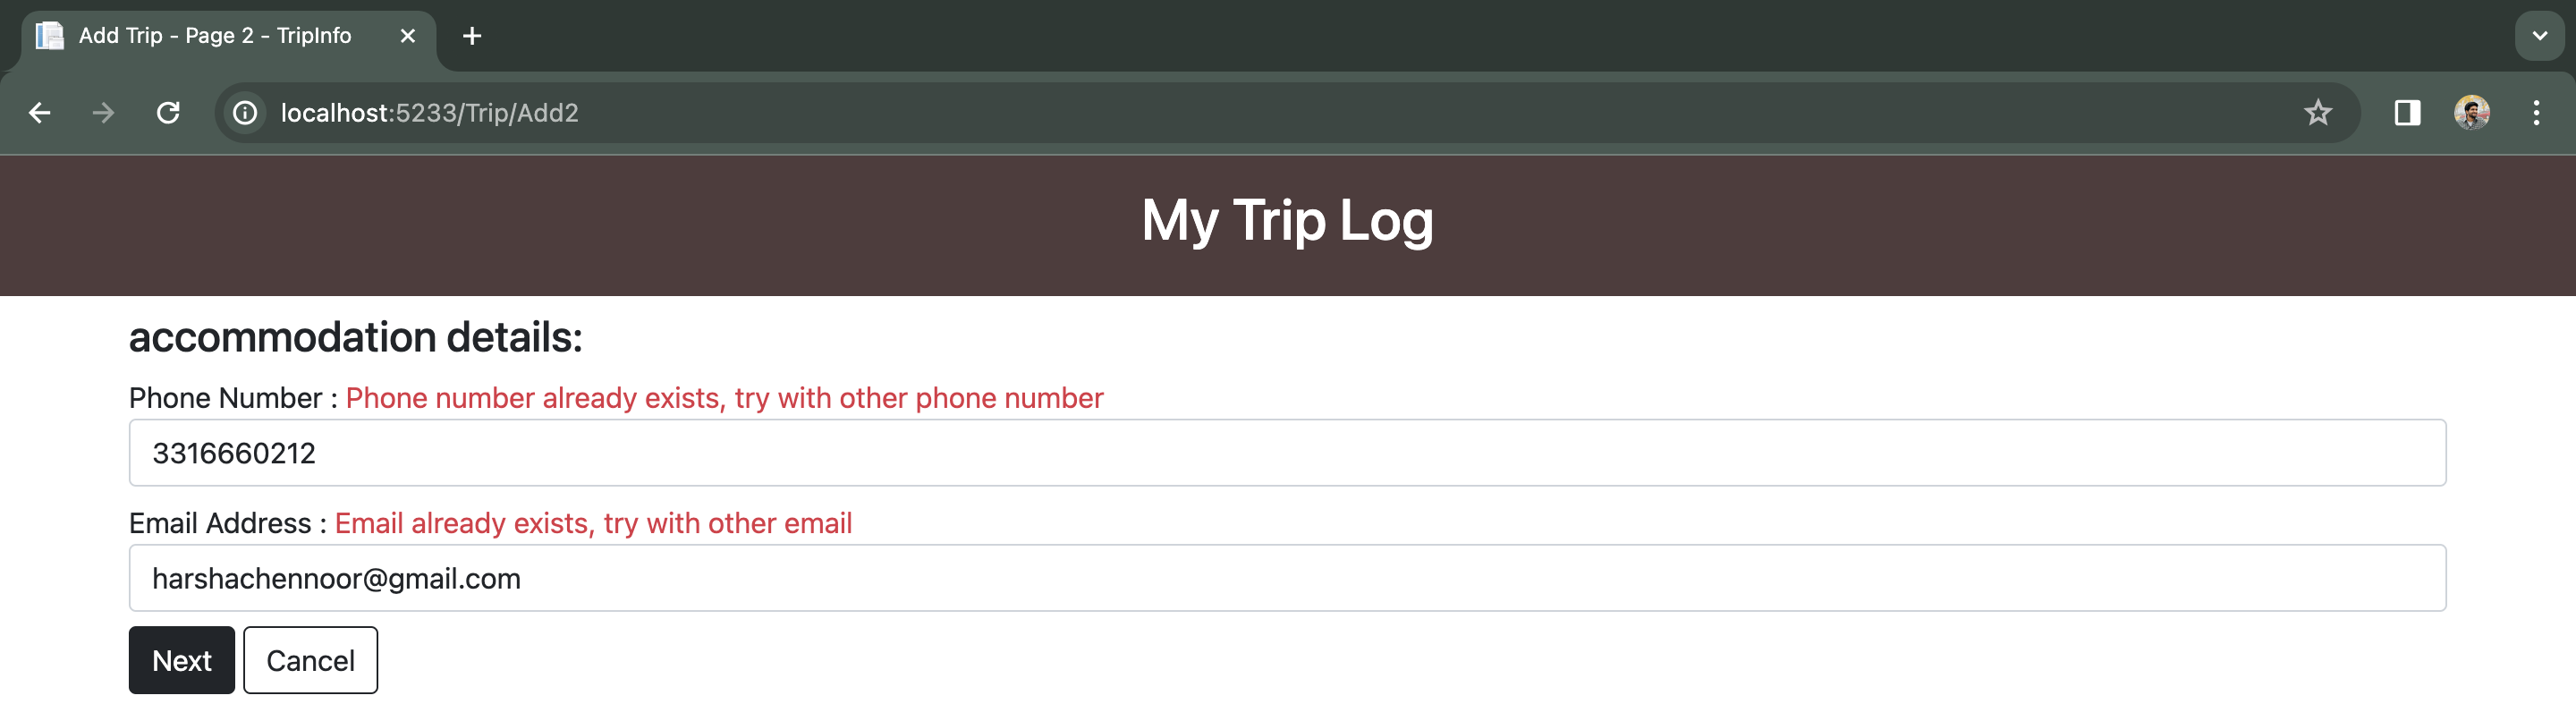 Add Trip - Page 2 - TripInfo
localhost:5233/Trip/Add2
My Trip Log
accommodation details:
Phone Number : Phone number already exists, try with other phone number
3316660212
Email Address : Email already exists, try with other email
harshachennoor@gmail.com
Next Cancel